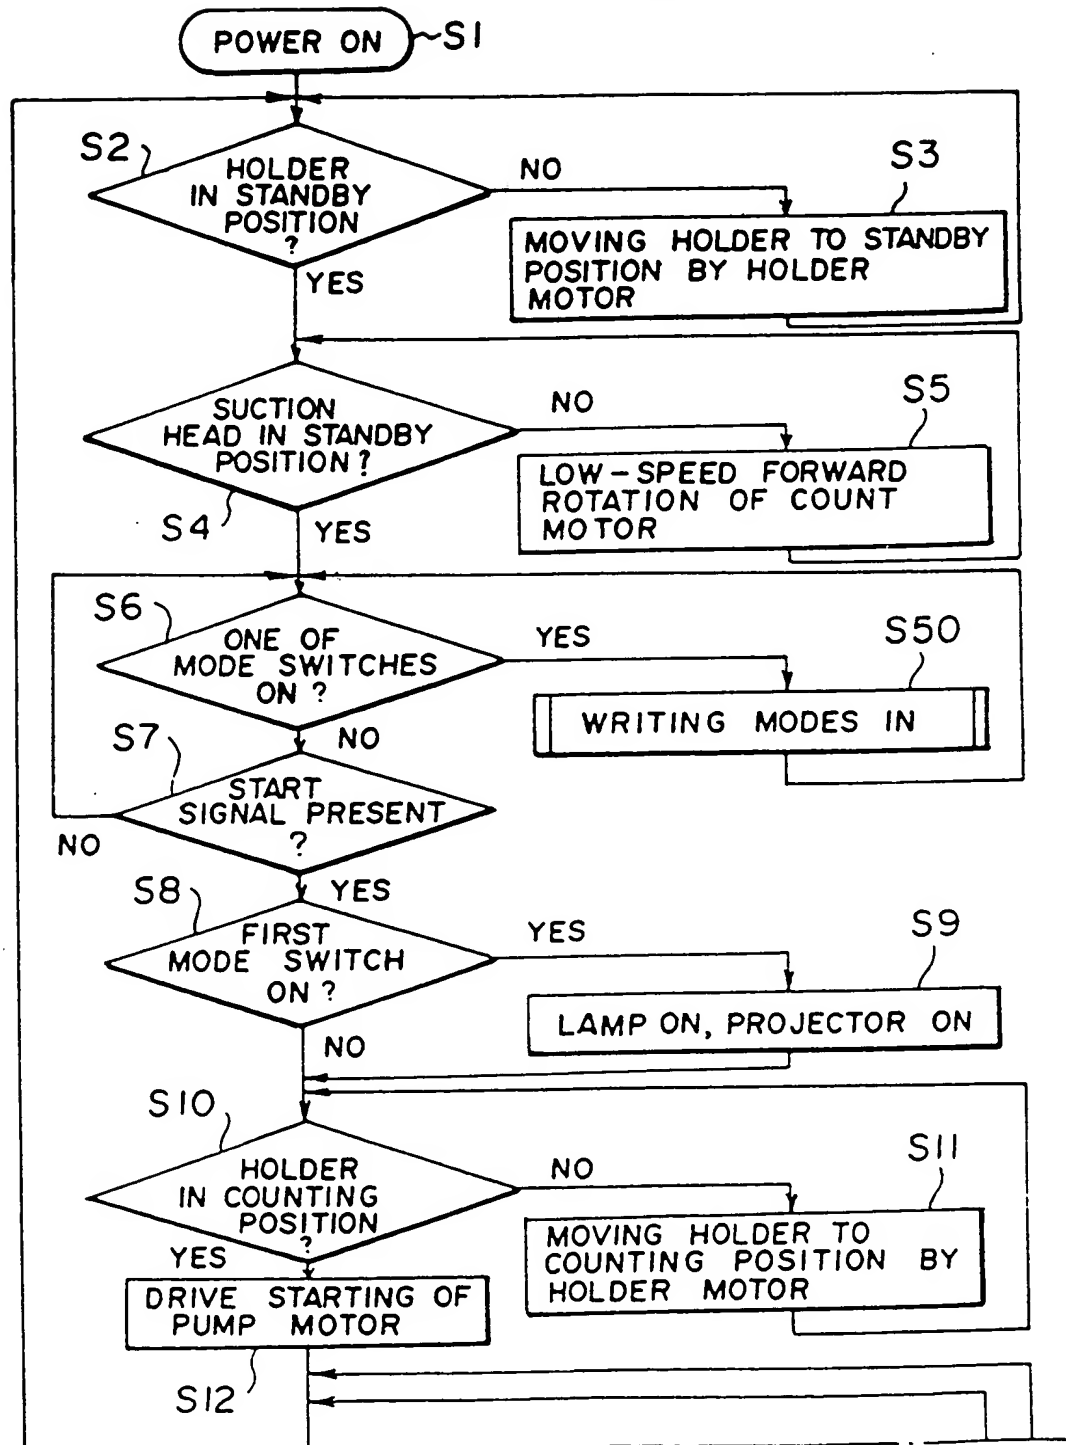 POWER ON
S1
S2
HOLDER
IN STANDBY
POSITION
?
NO
S3
MOVING HOLDER TO STANDBY
POSITION BY HOLDER
MOTOR
YES
SUCTION
HEAD IN STANDBY
POSITION ?
NO
S5
LOW-SPEED FORWARD
ROTATION OF COUNT
MOTOR
S4
YES
S6
ONE OF
MODE SWITCHES
ON ?
YES
S50
WRITING MODES IN
NO
S7
START
SIGNAL PRESENT
?
NO
YES
S8
FIRST
MODE SWITCH
ON ?
YES
S9
LAMP ON, PROJECTOR ON
NO
S10
HOLDER
IN COUNTING
POSITION
?
NO
S11
MOVING HOLDER TO
COUNTING POSITION BY
HOLDER MOTOR
YES
DRIVE STARTING OF
PUMP MOTOR
S12